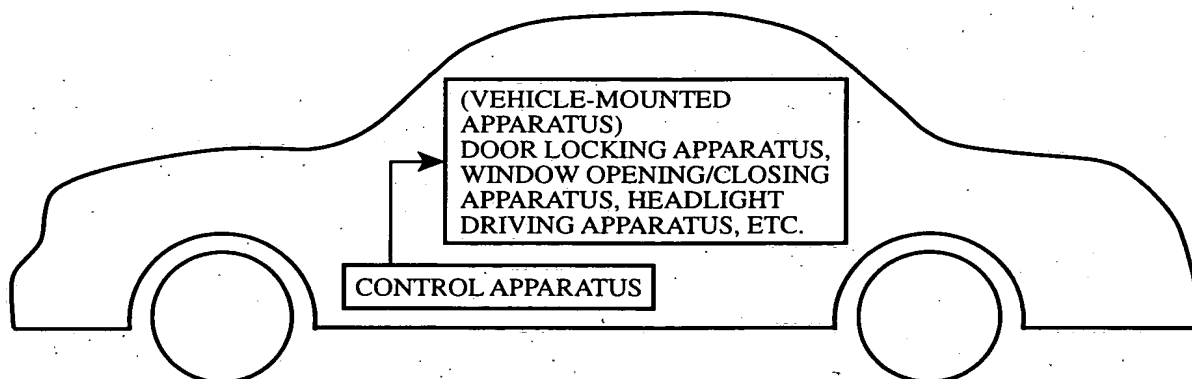 (VEHICLE-MOUNTED
APPARATUS)
DOOR LOCKING APPARATUS,
WINDOW OPENING/CLOSING
APPARATUS, HEADLIGHT
DRIVING APPARATUS, ETC.
CONTROL APPARATUS